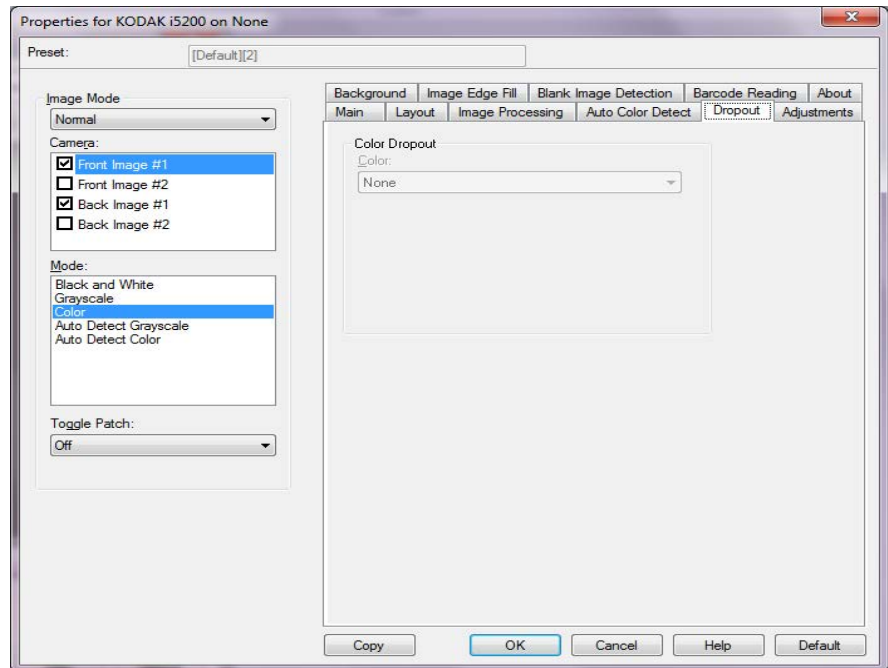 Properties for KODAK i5200 on None
Preset:
[Default][2]
Image Mode
Normal
Camera:
Front Image #1
Front Image #2
Back Image #1
Back Image #2
Mode:
Black and White
Grayscale
Color
Auto Detect Grayscale
Auto Detect Color
Toggle Patch:
Off
Background Image Edge Fill Blank Image Detection Barcode Reading About
Main Layout Image Processing Auto Color Detect Dropout Adjustments
Color Dropout
Color:
None
Copy OK Cancel Help Default